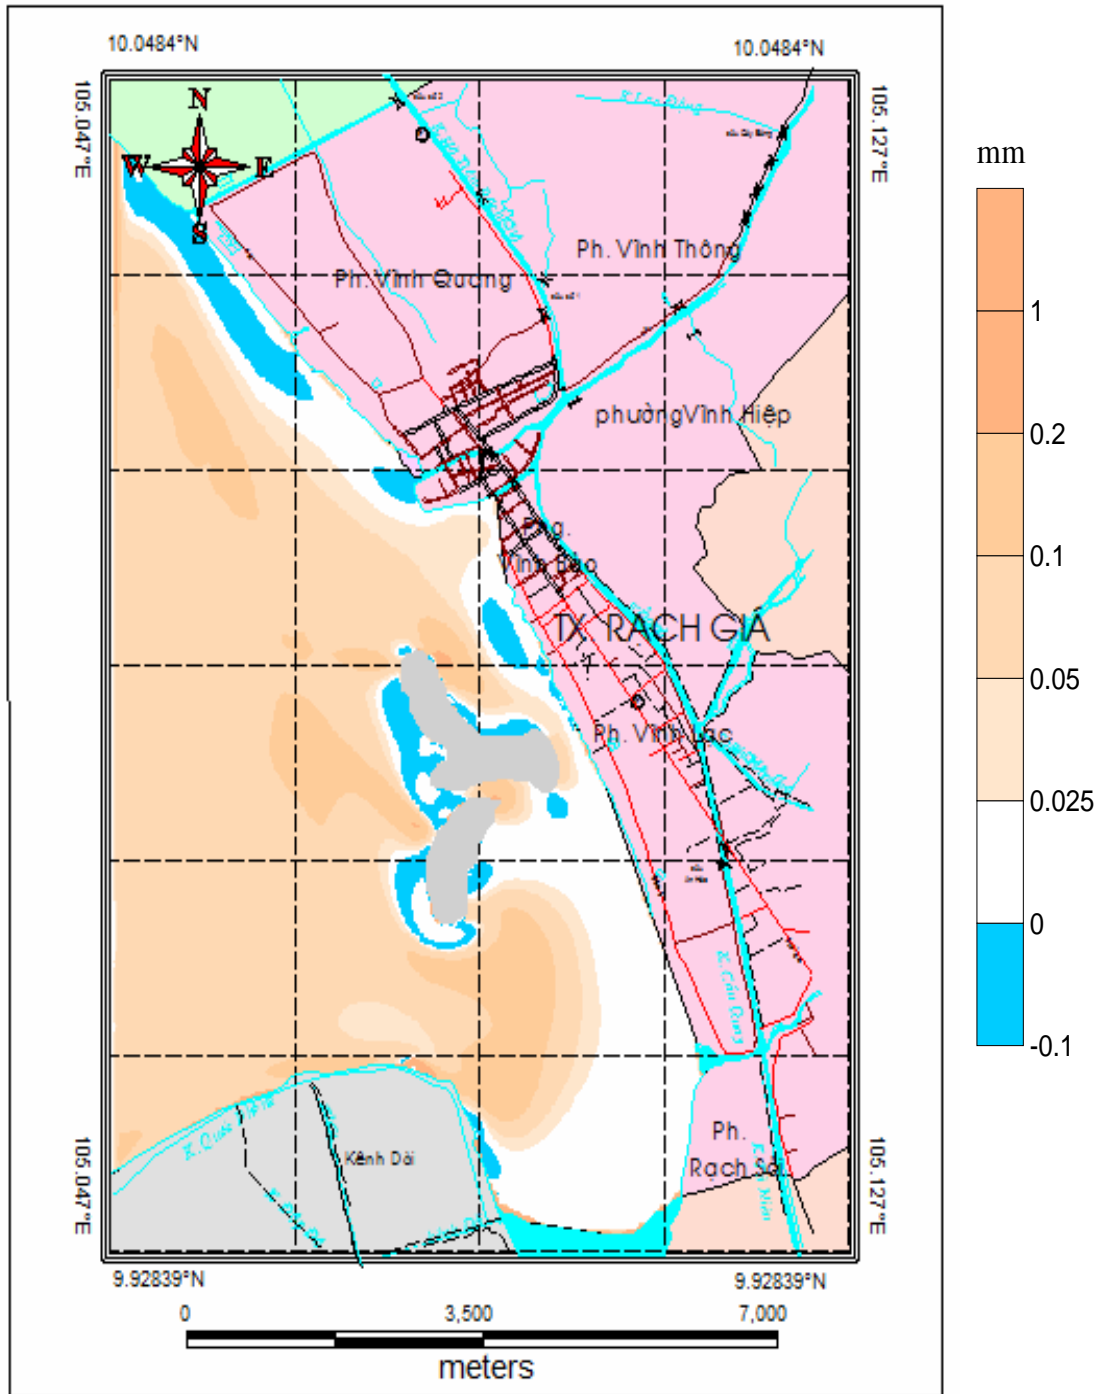 10.0484°N
10.0484°N
105.047°E
105.127°E
N
W
E
S
mm
Ph. Vĩnh Thông
Ph. Vĩnh Quang
1
phườngVĩnh Hiệp
0.2
Vĩnh Bảo
0.1
TX. RẠCH GIÁ
0.05
Ph. Vĩnh Lạc
0.025
0
-0.1
Ph.
Rạch Sỏi
Kênh Dài
105.047°E
105.127°E
9.92839°N
9.92839°N
0
3,500
7,000
meters